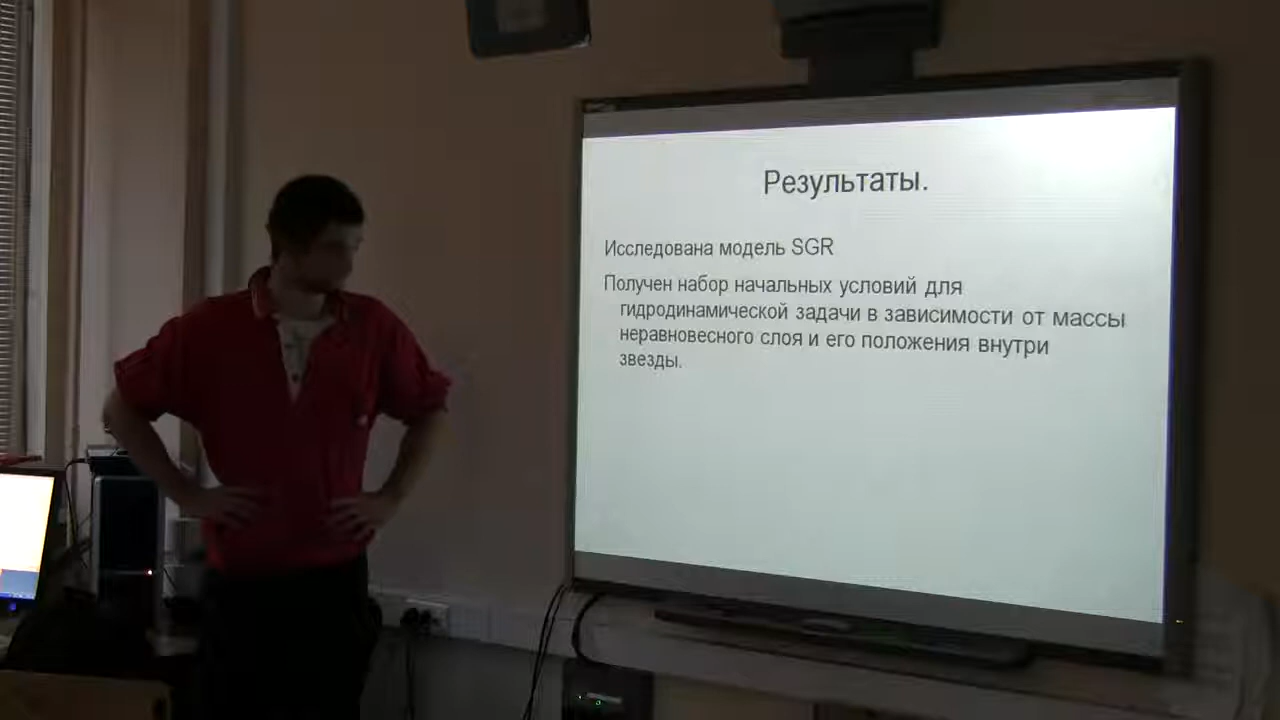 Результаты.
Исследована модель SGR
Получен набор начальных условий для
гидродинамической задачи в зависимости от массы
неравновесного слоя и его положения внутри
звезды.